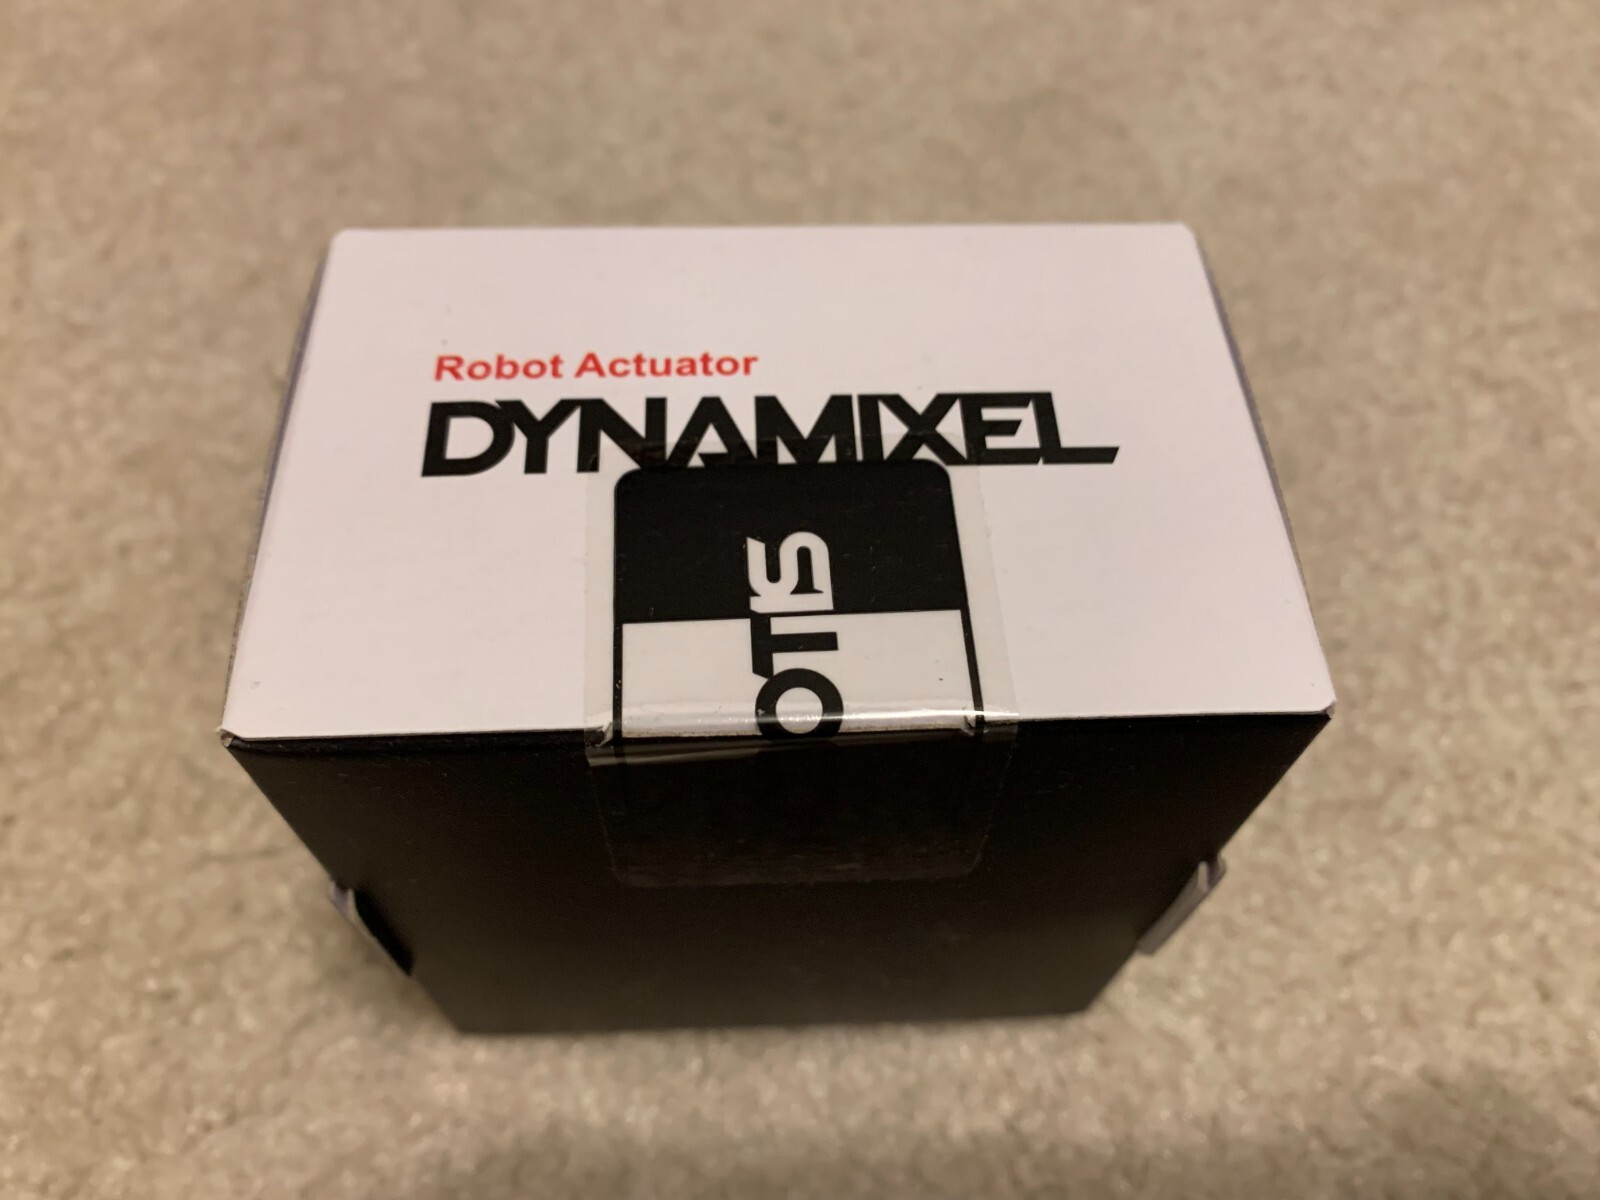 Robot Actuator
DYNAMIXEL
OTIS